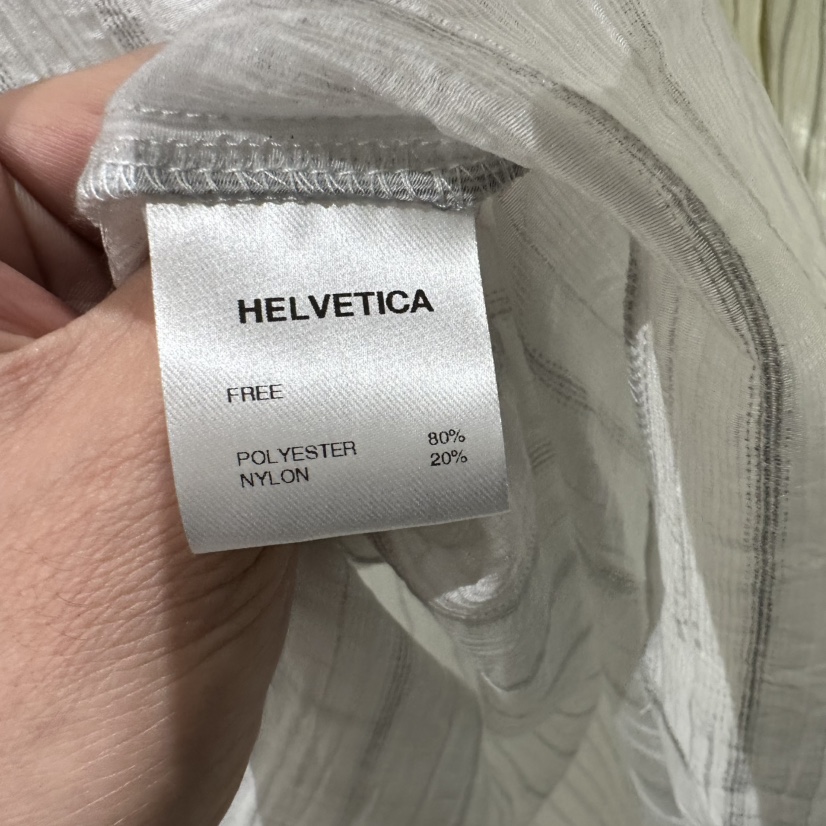 HELVETICA
FREE
POLYESTER 80%
NYLON 20%